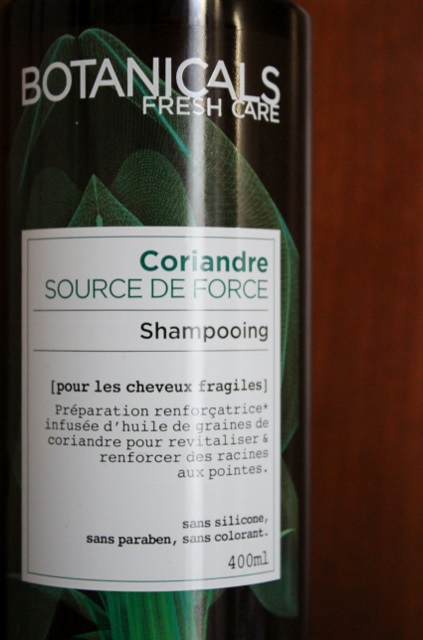 BOTANICALS
FRESH CARE
Coriandre
SOURCE DE FORCE
Shampooing
[pour les cheveux fragiles]
Préparation renforçatrice*
infusée d'huile de graines de
coriandre pour revitaliser &
renforcer des racines
aux pointes.
sans silicone,
sans paraben, sans colorant.
400ml